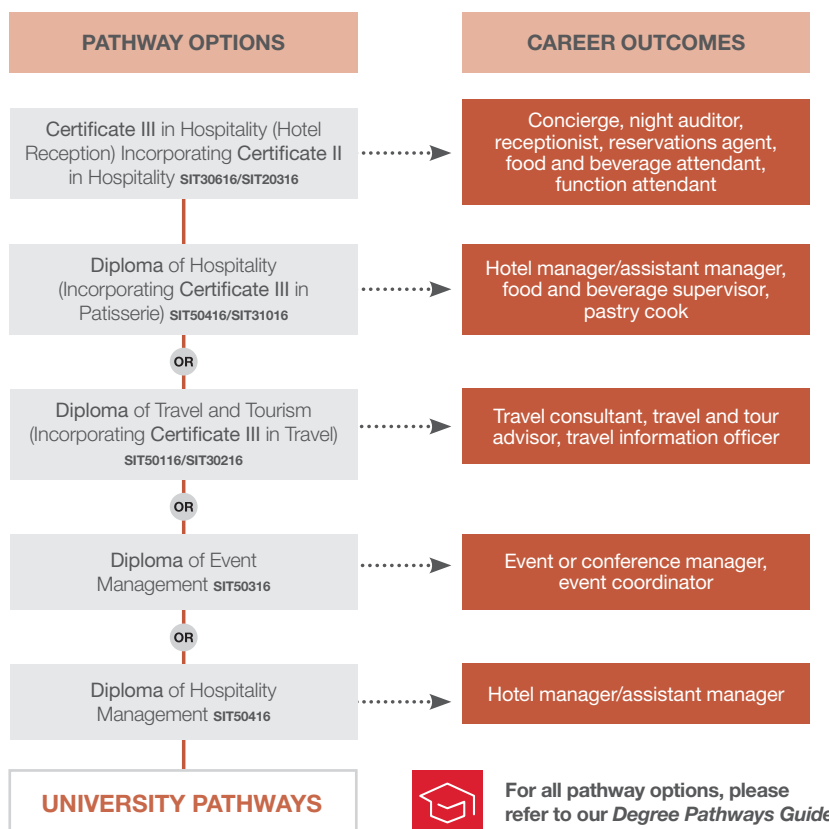 PATHWAY OPTIONS
CAREER OUTCOMES
Certificate III in Hospitality (Hotel
Reception) Incorporating Certificate II
in Hospitality SIT30616/SIT20316
Concierge, night auditor,
receptionist, reservations agent,
food and beverage attendant,
function attendant
Diploma of Hospitality
(Incorporating Certificate III in
Patisserie) SIT50416/SIT31016
Hotel manager/assistant manager,
food and beverage supervisor,
pastry cook
OR
Diploma of Travel and Tourism
(Incorporating Certificate III in Travel)
SIT50116/SIT30216
Travel consultant, travel and tour
advisor, travel information officer
OR
Diploma of Event
Management SIT50316
Event or conference manager,
event coordinator
OR
Diploma of Hospitality
Management SIT50416
Hotel manager/assistant manager
UNIVERSITY PATHWAYS
For all pathway options, please
refer to our Degree Pathways Guide